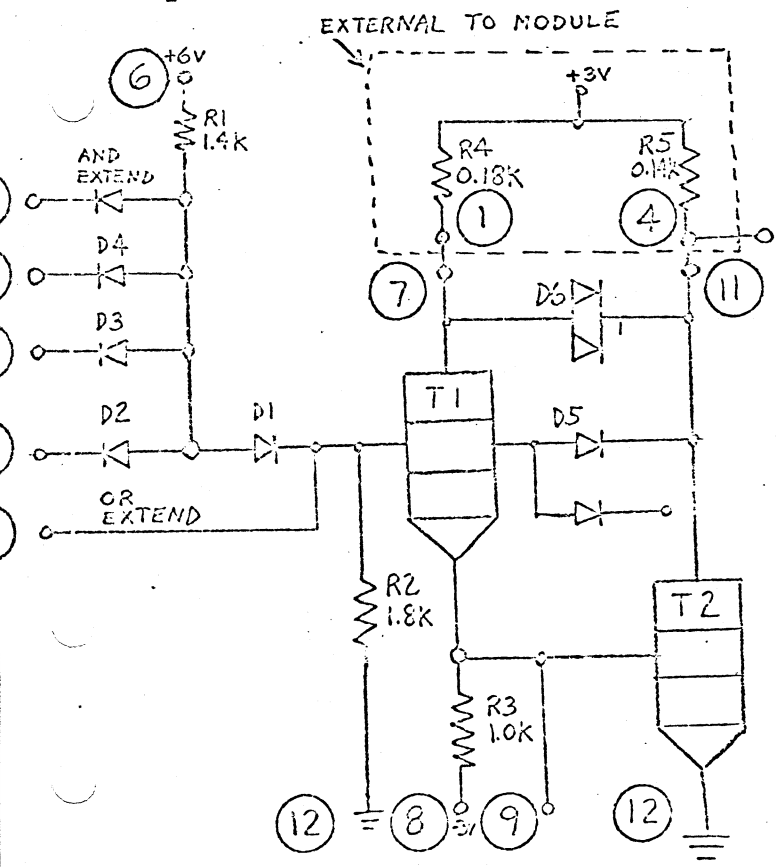 EXTERNAL TO MODULE
+6V
6
+3V
R1
1.4K
R4
0.18K
R5
0.14K
AND
EXTEND
1
4
D4
7
D6
11
D3
T1
D2
D1
D5
OR
EXTEND
R2
1.8K
T2
R3
1.0K
12
8
9
12